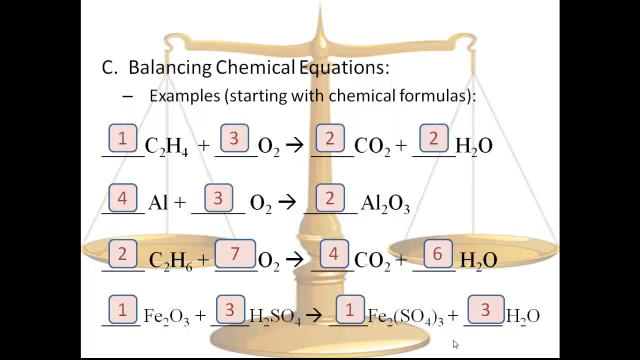 C. Balancing Chemical Equations:
– Examples (starting with chemical formulas):
1 C₂H₄ + 3 O₂ → 2 CO₂ + 2 H₂O
4 Al + 3 O₂ → 2 Al₂O₃
2 C₂H₆ + 7 O₂ → 4 CO₂ + 6 H₂O
1 Fe₂O₃ + 3 H₂SO₄ → 1 Fe₂(SO₄)₃ + 3 H₂O